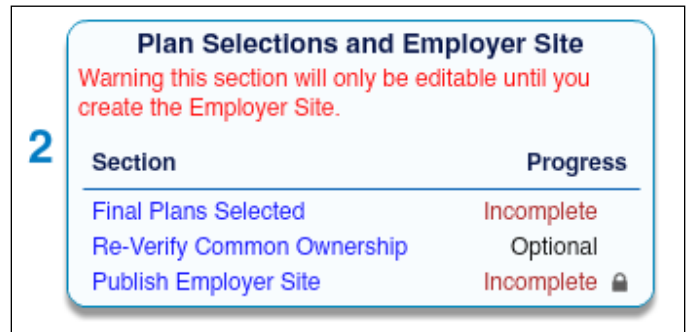 Plan Selections and Employer Site
Warning this section will only be editable until you
create the Employer Site.
2
Section Progress
Final Plans Selected Incomplete
Re-Verify Common Ownership Optional
Publish Employer Site Incomplete